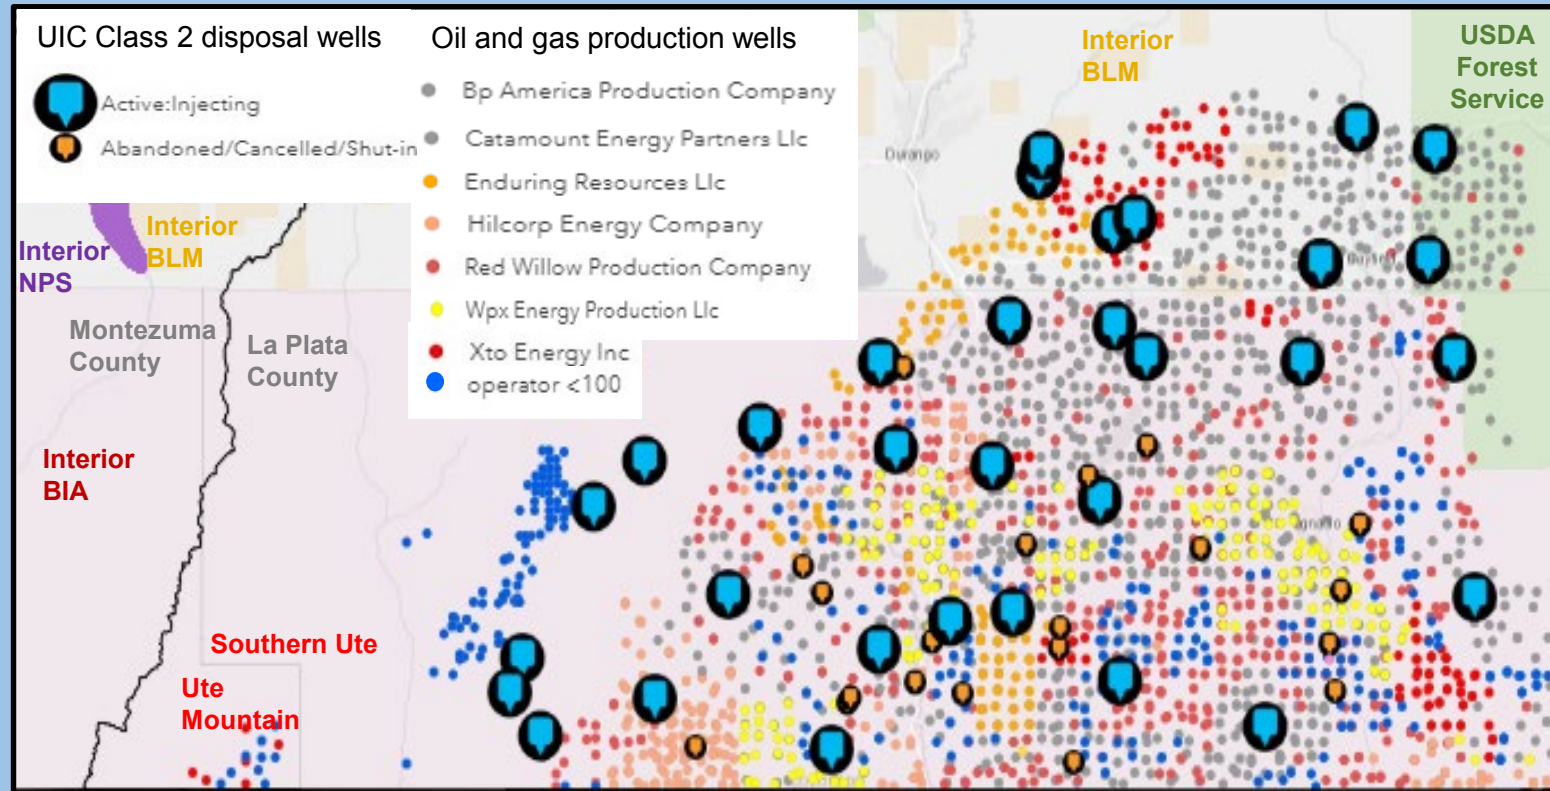 UIC Class 2 disposal wells
Active:Injecting
Abandoned/Cancelled/Shut-in
Oil and gas production wells
Bp America Production Company
Catamount Energy Partners Llc
Enduring Resources Llc
Hilcorp Energy Company
Red Willow Production Company
Wpx Energy Production Llc
Xto Energy Inc
operator <100
Interior
BLM
USDA
Forest
Service
Durango
Interior
NPS
Interior
BLM
Montezuma
County
La Plata
County
Interior
BIA
Southern Ute
Ute
Mountain